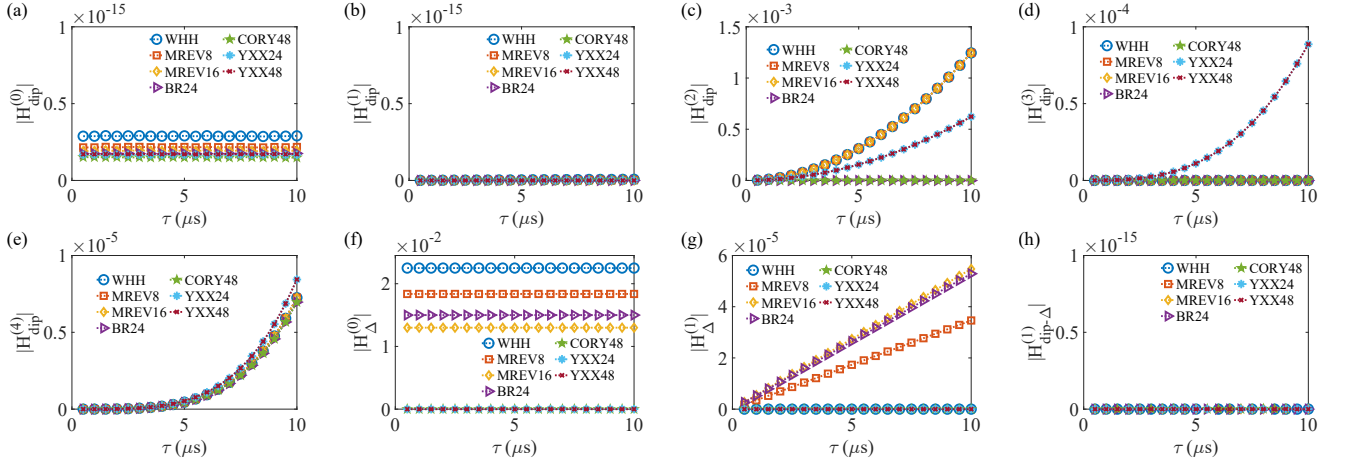 (a)
×10⁻¹⁵
|H⁽⁰⁾_dip|
1
0.5
0
WHH
MREV8
MREV16
BR24
CORY48
YXX24
YXX48
0 5 10
τ (μs)
(b)
×10⁻¹⁵
|H⁽¹⁾_dip|
1
0.5
0
WHH
MREV8
MREV16
BR24
CORY48
YXX24
YXX48
0 5 10
τ (μs)
(c)
×10⁻³
|H⁽²⁾_dip|
1.5
1
0.5
0
WHH
MREV8
MREV16
BR24
CORY48
YXX24
YXX48
0 5 10
τ (μs)
(d)
×10⁻⁴
|H⁽³⁾_dip|
1
0.5
0
WHH
MREV8
MREV16
BR24
CORY48
YXX24
YXX48
0 5 10
τ (μs)
(e)
×10⁻⁵
|H⁽⁴⁾_dip|
1
0.5
0
WHH
MREV8
MREV16
BR24
CORY48
YXX24
YXX48
0 5 10
τ (μs)
(f)
×10⁻²
|H⁽⁰⁾_Δ|
2
1
0
WHH
MREV8
MREV16
BR24
CORY48
YXX24
YXX48
0 5 10
τ (μs)
(g)
×10⁻⁵
|H⁽¹⁾_Δ|
6
4
2
0
WHH
MREV8
MREV16
BR24
CORY48
YXX24
YXX48
0 5 10
τ (μs)
(h)
×10⁻¹⁵
|H⁽¹⁾_dip-Δ|
1
0.5
0
WHH
MREV8
MREV16
BR24
CORY48
YXX24
YXX48
0 5 10
τ (μs)